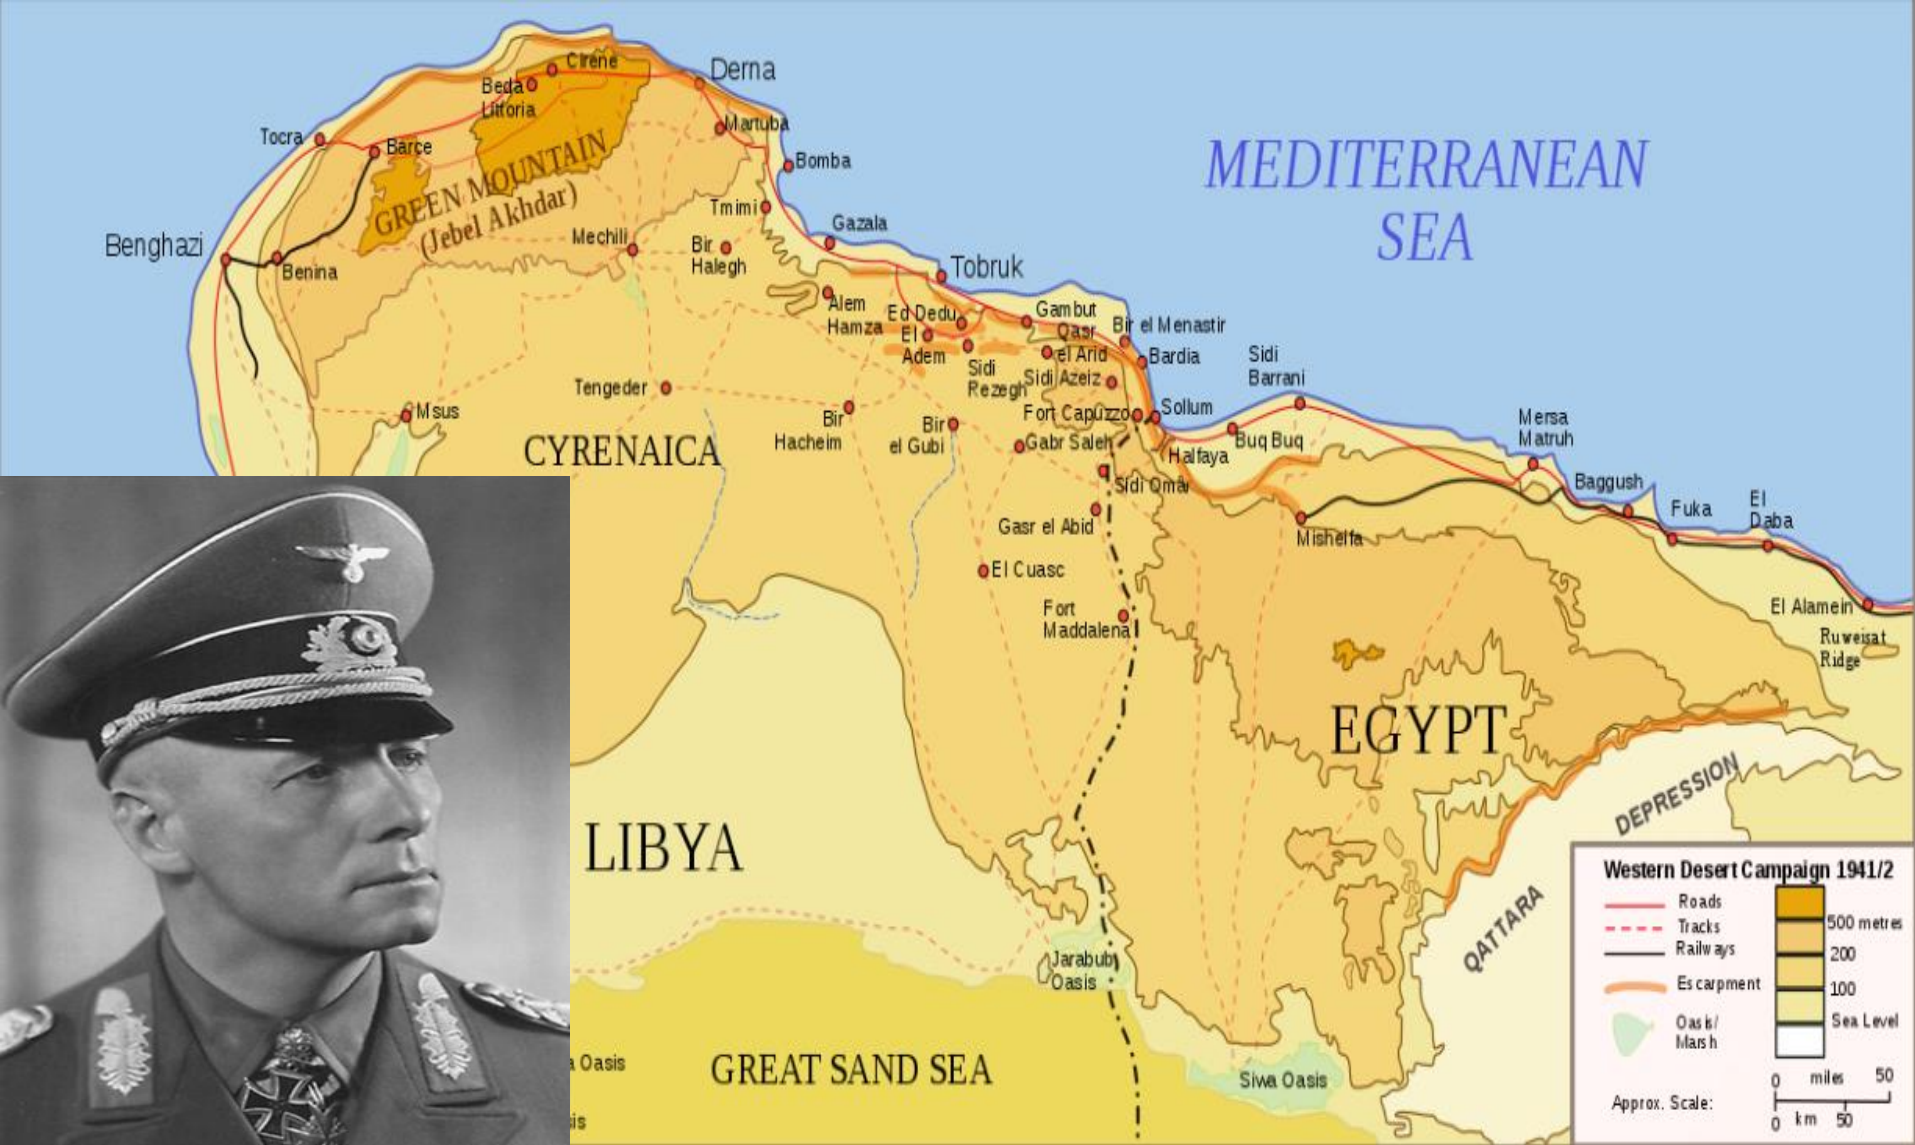 Cirene
Derna
Beda
Littoria
Martuba
Tocra
Barce
Bomba
GREEN MOUNTAIN
(Jebel Akhdar)
MEDITERRANEAN
SEA
Tmimi
Gazala
Benghazi
Mechili
Bir
Halegh
Benina
Tobruk
Alem
Hamza
Ed Dedu
El
Adem
Gambut
Qasr
el Arid
Bir el Menastir
Bardia
Sidi
Rezegh
Sidi Azeiz
Sidi
Barrani
Tengeder
Msus
Bir
Hacheim
Bir
el Gubi
Fort Capuzzo
Sollum
Gabr Saleh
Halfaya
Buq Buq
Mersa
Matruh
CYRENAICA
Sidi Omar
Baggush
Fuka
El
Daba
Gasr el Abid
Mishelfa
El Cuasc
Fort
Maddalena
El Alamein
Ruweisat
Ridge
EGYPT
LIBYA
QATTARA
DEPRESSION
Jarabub
Oasis
a Oasis
GREAT SAND SEA
Siwa Oasis
sis
Western Desert Campaign 1941/2
Roads
Tracks
Railways
Escarpment
Oasis/
Marsh
500 metres
200
100
Sea Level
0 miles 50
Approx. Scale:
0 km 50